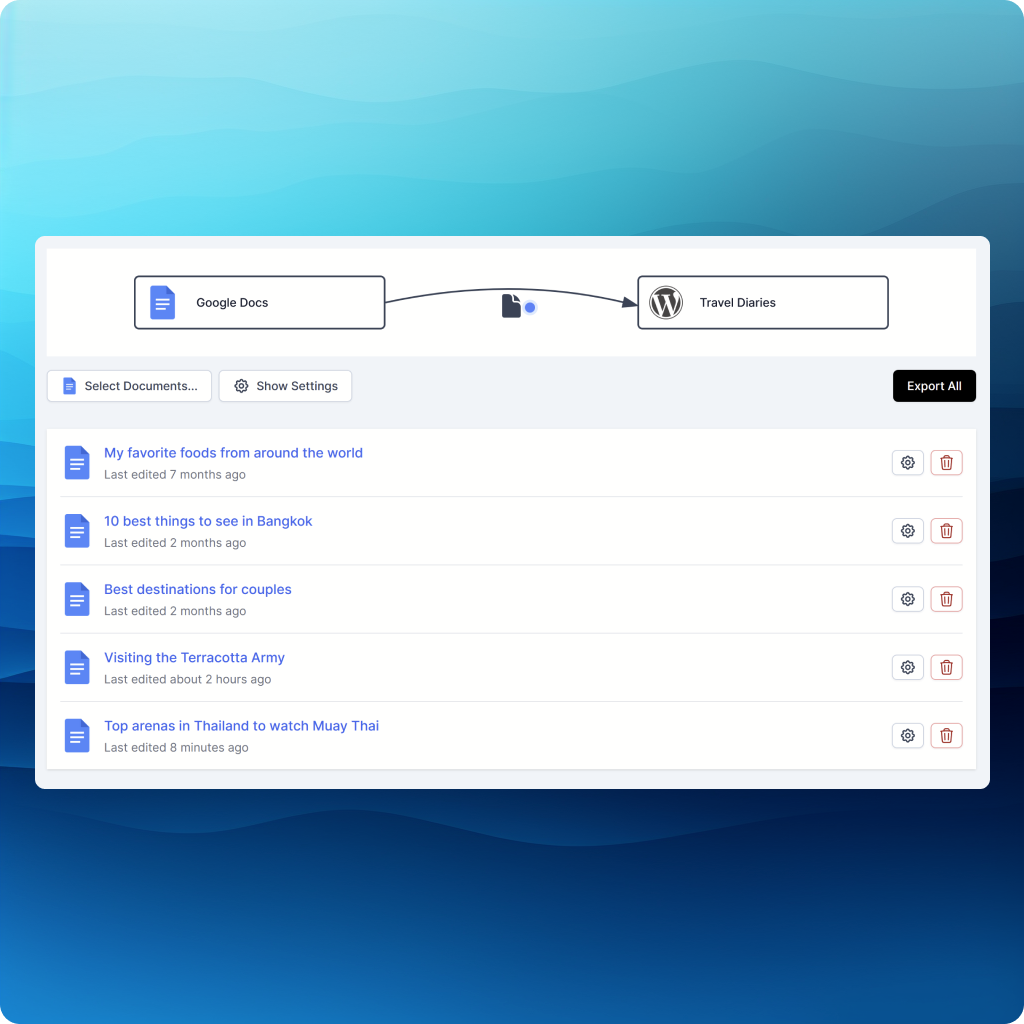 Google Docs
Travel Diaries
Select Documents...
Show Settings
Export All
My favorite foods from around the world
Last edited 7 months ago
10 best things to see in Bangkok
Last edited 2 months ago
Best destinations for couples
Last edited 2 months ago
Visiting the Terracotta Army
Last edited about 2 hours ago
Top arenas in Thailand to watch Muay Thai
Last edited 8 minutes ago